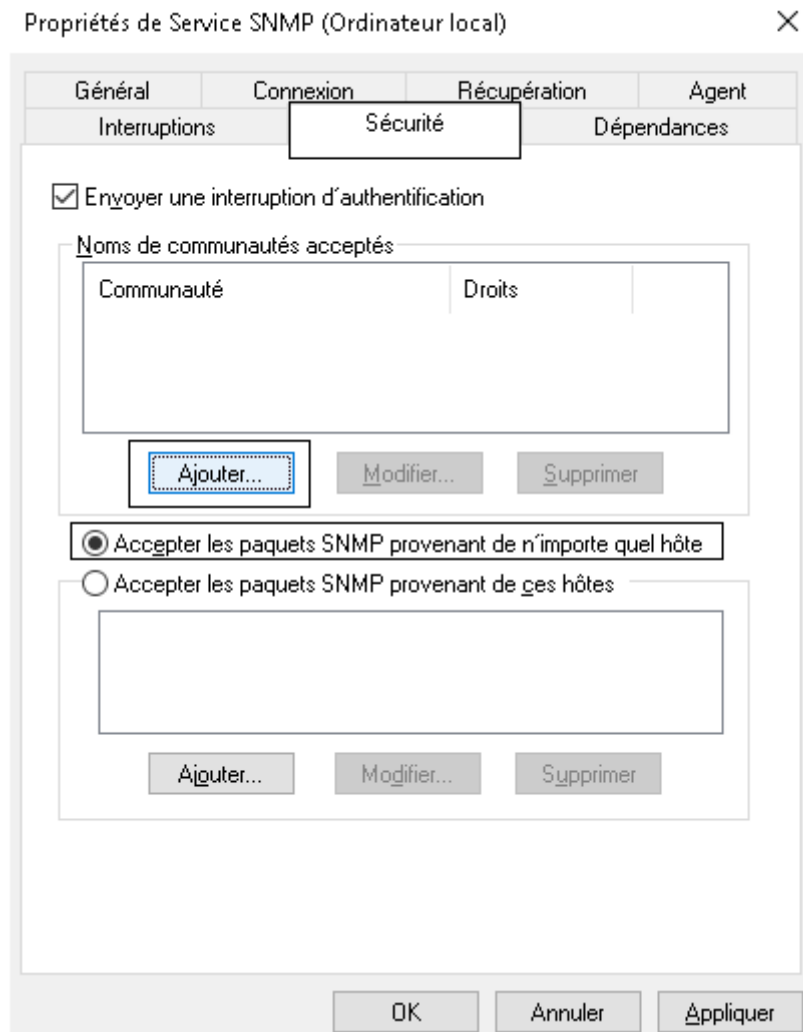 Propriétés de Service SNMP (Ordinateur local)
Général Connexion Récupération Agent
Interruptions Sécurité Dépendances
Envoyer une interruption d´authentification
Noms de communautés acceptés
Communauté Droits
Ajouter... Modifier... Supprimer
Accepter les paquets SNMP provenant de n´importe quel hôte
Accepter les paquets SNMP provenant de ces hôtes
Ajouter... Modifier... Supprimer
OK Annuler Appliquer